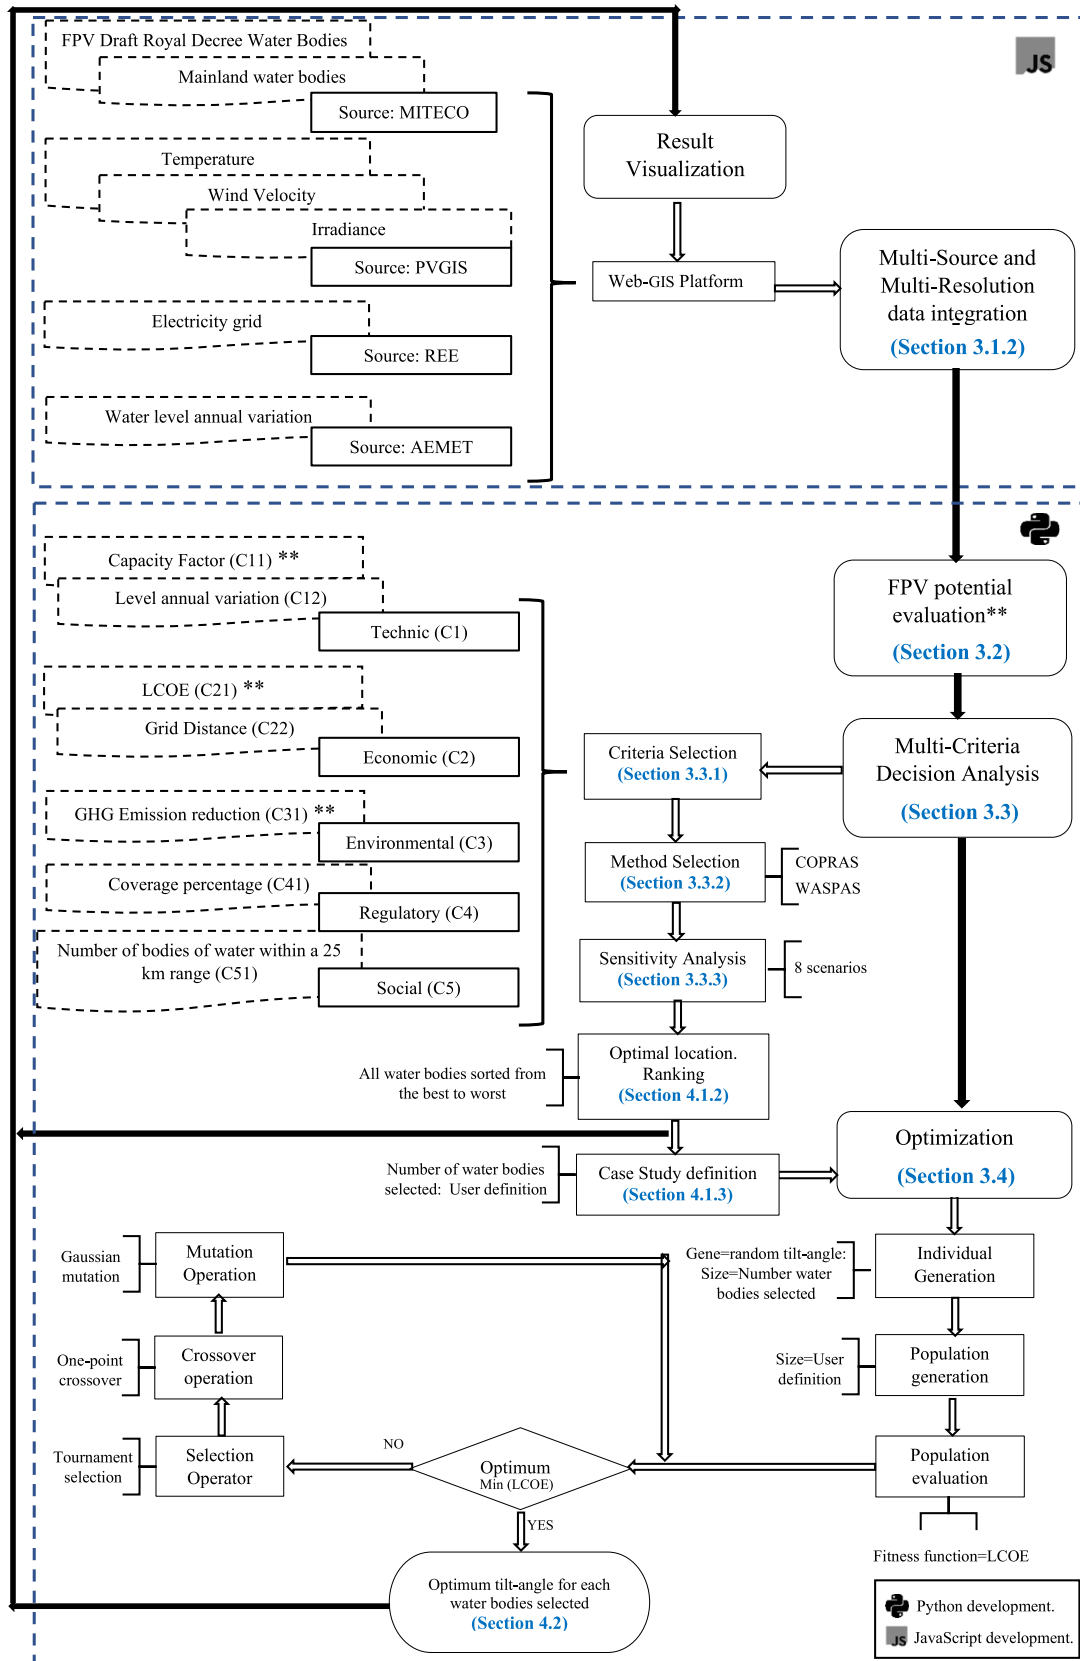 FPV Draft Royal Decree Water Bodies
Mainland water bodies
Source: MITECO
Temperature
Wind Velocity
Irradiance
Source: PVGIS
Electricity grid
Source: REE
Water level annual variation
Source: AEMET
JS
Result
Visualization
Web-GIS Platform
Multi-Source and
Multi-Resolution
data integration
(Section 3.1.2)
Capacity Factor (C11) **
Level annual variation (C12)
Technic (C1)
LCOE (C21) **
Grid Distance (C22)
Economic (C2)
GHG Emission reduction (C31) **
Environmental (C3)
Coverage percentage (C41)
Regulatory (C4)
Number of bodies of water within a 25
km range (C51)
Social (C5)
FPV potential
evaluation**
(Section 3.2)
Multi-Criteria
Decision Analysis
(Section 3.3)
Criteria Selection
(Section 3.3.1)
Method Selection
(Section 3.3.2)
COPRAS
WASPAS
Sensitivity Analysis
(Section 3.3.3)
8 scenarios
Optimal location.
Ranking
(Section 4.1.2)
All water bodies sorted from
the best to worst
Case Study definition
(Section 4.1.3)
Number of water bodies
selected: User definition
Optimization
(Section 3.4)
Individual
Generation
Gene=random tilt-angle:
Size=Number water
bodies selected
Population
generation
Size=User
definition
Population
evaluation
Fitness function=LCOE
Optimum
Min (LCOE)
NO
YES
Selection
Operator
Tournament
selection
Crossover
operation
One-point
crossover
Mutation
Operation
Gaussian
mutation
Optimum tilt-angle for each
water bodies selected
(Section 4.2)
Python development.
JS JavaScript development.